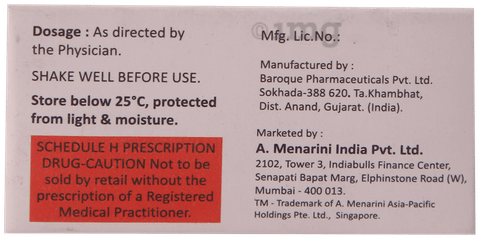 Dosage : As directed by
the Physician.
SHAKE WELL BEFORE USE.
Store below 25°C, protected
from light & moisture.
SCHEDULE H PRESCRIPTION
DRUG-CAUTION Not to be
sold by retail without the
prescription of a Registered
Medical Practitioner.
1mg
Mfg. Lic.No.:
Manufactured by :
Baroque Pharmaceuticals Pvt. Ltd.
Sokhada-388 620. Ta.Khambhat,
Dist. Anand, Gujarat. (India).
Marketed by :
A. Menarini India Pvt. Ltd.
2102, Tower 3, Indiabulls Finance Center,
Senapati Bapat Marg, Elphinstone Road (W),
Mumbai - 400 013.
TM - Trademark of A. Menarini Asia-Pacific
Holdings Pte. Ltd., Singapore.